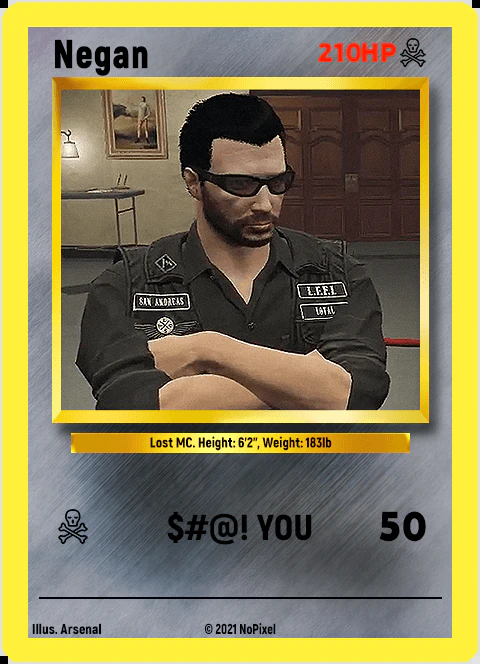 Negan 210HP
SAN ANDREAS
L.F.F.I.
LOYAL
Lost MC. Height: 6'2", Weight: 183lb
$#@! YOU 50
Illus. Arsenal © 2021 NoPixel